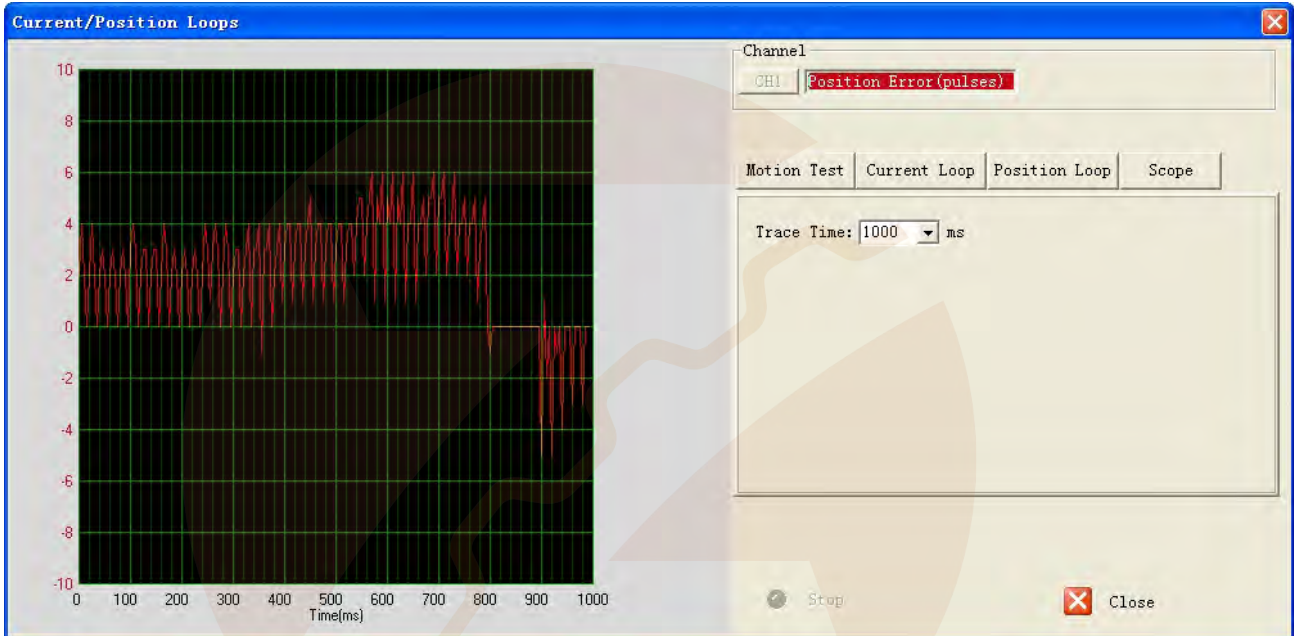 Current/Position Loops
10
8
6
4
2
0
-2
-4
-6
-8
-10
0 100 200 300 400 500 600 700 800 900 1000
Time(ms)
Channel
CH1 Position Error(pulses)
Motion Test Current Loop Position Loop Scope
Trace Time: 1000 ms
Stop Close